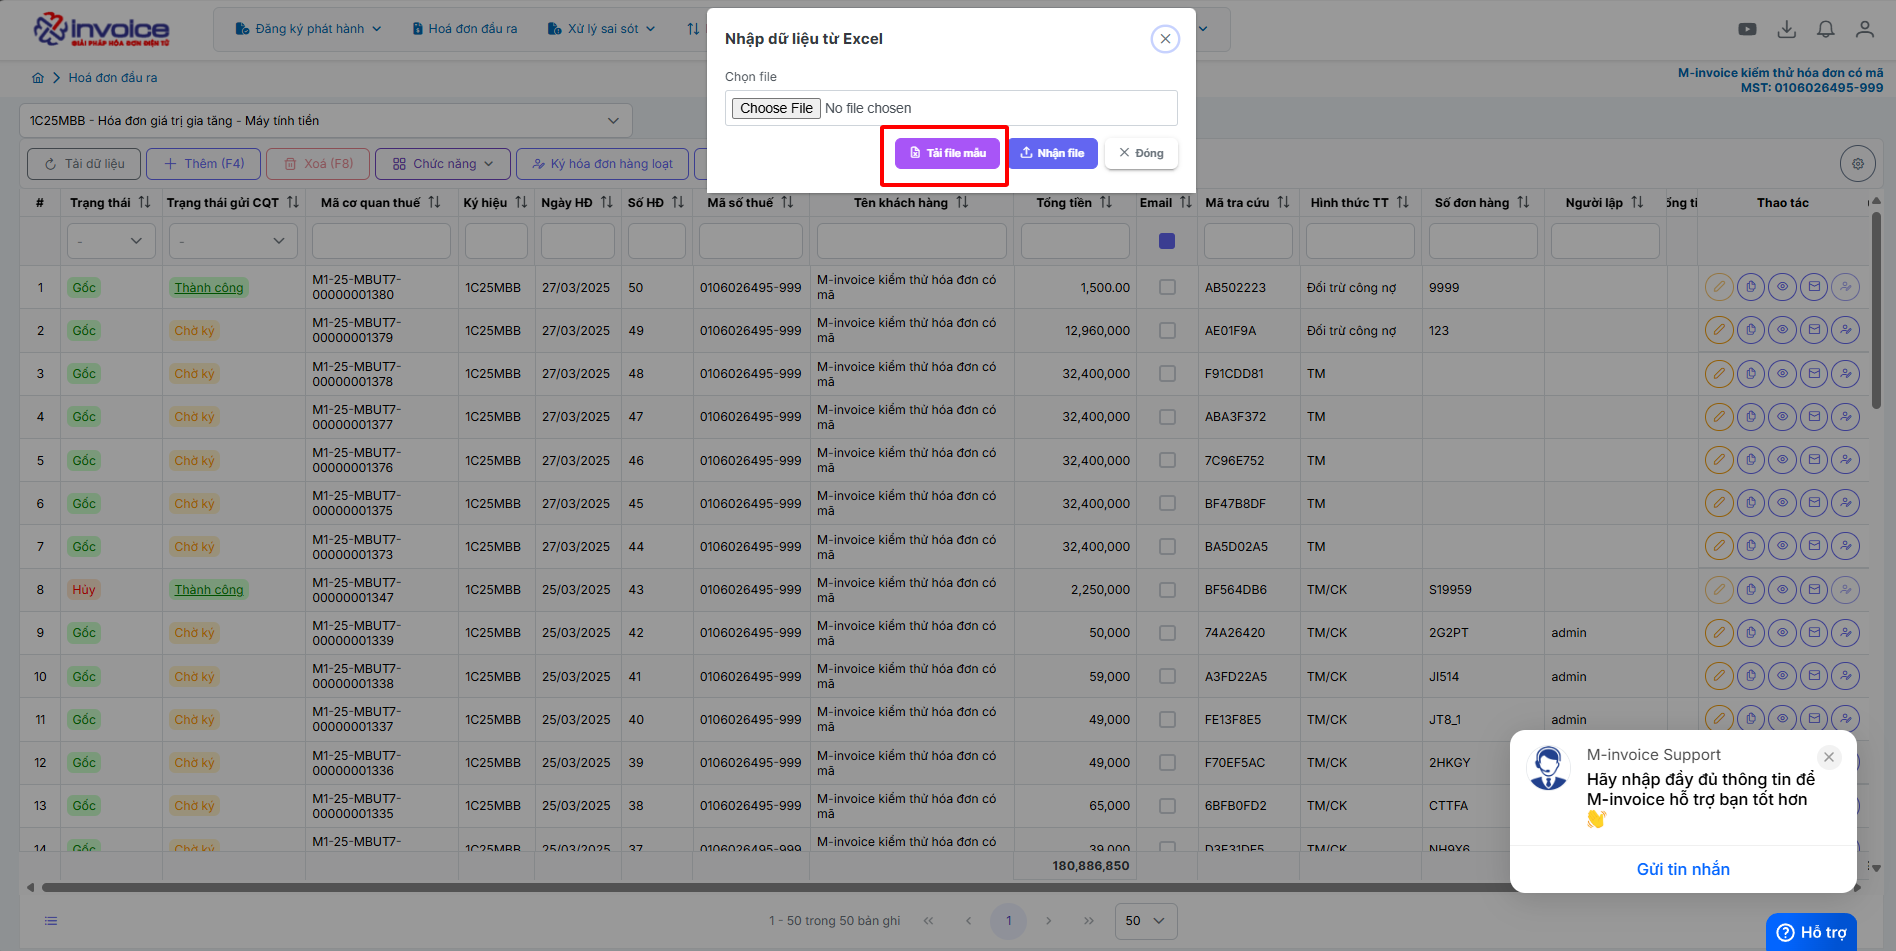 invoice
GIẢI PHÁP HÓA ĐƠN ĐIỆN TỬ
Đăng ký phát hành
Hoá đơn đầu ra
Xử lý sai sót
Nhập dữ liệu từ Excel
Chọn file
Choose File No file chosen
Tải file mẫu
Nhận file
Đóng
Hoá đơn đầu ra
M-invoice kiểm thử hóa đơn có mã
MST: 0106026495-999
1C25MBB - Hóa đơn giá trị gia tăng - Máy tính tiền
Tải dữ liệu
Thêm (F4)
Xoá (F8)
Chức năng
Ký hóa đơn hàng loạt
# Trạng thái Trạng thái gửi CQT Mã cơ quan thuế Ký hiệu Ngày HĐ Số HĐ Mã số thuế Tên khách hàng Tổng tiền Email Mã tra cứu Hình thức TT Số đơn hàng Người lập ổng ti Thao tác
- -
1 Gốc Thành công M1-25-MBUT7-00000001380 1C25MBB 27/03/2025 50 0106026495-999 M-invoice kiểm thử hóa đơn có mã 1,500.00 AB502223 Đối trừ công nợ 9999
2 Gốc Chờ ký M1-25-MBUT7-00000001379 1C25MBB 27/03/2025 49 0106026495-999 M-invoice kiểm thử hóa đơn có mã 12,960,000 AE01F9A Đối trừ công nợ 123
3 Gốc Chờ ký M1-25-MBUT7-00000001378 1C25MBB 27/03/2025 48 0106026495-999 M-invoice kiểm thử hóa đơn có mã 32,400,000 F91CDD81 TM
4 Gốc Chờ ký M1-25-MBUT7-00000001377 1C25MBB 27/03/2025 47 0106026495-999 M-invoice kiểm thử hóa đơn có mã 32,400,000 ABA3F372 TM
5 Gốc Chờ ký M1-25-MBUT7-00000001376 1C25MBB 27/03/2025 46 0106026495-999 M-invoice kiểm thử hóa đơn có mã 32,400,000 7C96E752 TM
6 Gốc Chờ ký M1-25-MBUT7-00000001375 1C25MBB 27/03/2025 45 0106026495-999 M-invoice kiểm thử hóa đơn có mã 32,400,000 BF47B8DF TM
7 Gốc Chờ ký M1-25-MBUT7-00000001373 1C25MBB 27/03/2025 44 0106026495-999 M-invoice kiểm thử hóa đơn có mã 32,400,000 BA5D02A5 TM
8 Hủy Thành công M1-25-MBUT7-00000001347 1C25MBB 25/03/2025 43 0106026495-999 M-invoice kiểm thử hóa đơn có mã 2,250,000 BF564DB6 TM/CK S19959
9 Gốc Chờ ký M1-25-MBUT7-00000001339 1C25MBB 25/03/2025 42 0106026495-999 M-invoice kiểm thử hóa đơn có mã 50,000 74A26420 TM/CK 2G2PT admin
10 Gốc Chờ ký M1-25-MBUT7-00000001338 1C25MBB 25/03/2025 41 0106026495-999 M-invoice kiểm thử hóa đơn có mã 59,000 A3FD22A5 TM/CK JI514 admin
11 Gốc Chờ ký M1-25-MBUT7-00000001337 1C25MBB 25/03/2025 40 0106026495-999 M-invoice kiểm thử hóa đơn có mã 49,000 FE13F8E5 TM/CK JT8_1 admin
12 Gốc Chờ ký M1-25-MBUT7-00000001336 1C25MBB 25/03/2025 39 0106026495-999 M-invoice kiểm thử hóa đơn có mã 49,000 F70EF5AC TM/CK 2HKGY
13 Gốc Chờ ký M1-25-MBUT7-00000001335 1C25MBB 25/03/2025 38 0106026495-999 M-invoice kiểm thử hóa đơn có mã 65,000 6BFB0FD2 TM/CK CTTFA
14 Gốc Chờ ký M1-25-MBUT7- 1C25MBB 25/03/2025 37 0106026495-999 M-invoice kiểm thử hóa đơn có 39,000 D3E31DE5 TM/CK NH9X6
180,886,850
1 - 50 trong 50 bản ghi
1
50
M-invoice Support
Hãy nhập đầy đủ thông tin để
M-invoice hỗ trợ bạn tốt hơn
Gửi tin nhắn
Hỗ trợ